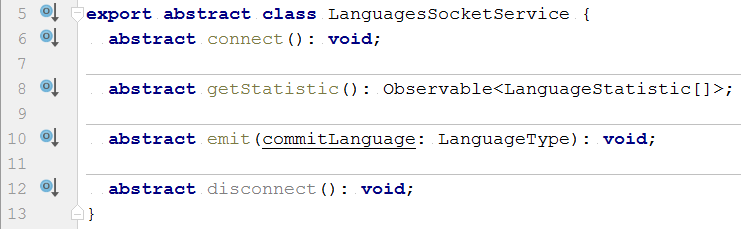 5 export abstract class LanguagesSocketService {
6 abstract connect(): void;
7
8 abstract getStatistic(): Observable<LanguageStatistic[]>;
9
10 abstract emit(commitLanguage: LanguageType): void;
11
12 abstract disconnect(): void;
13 }